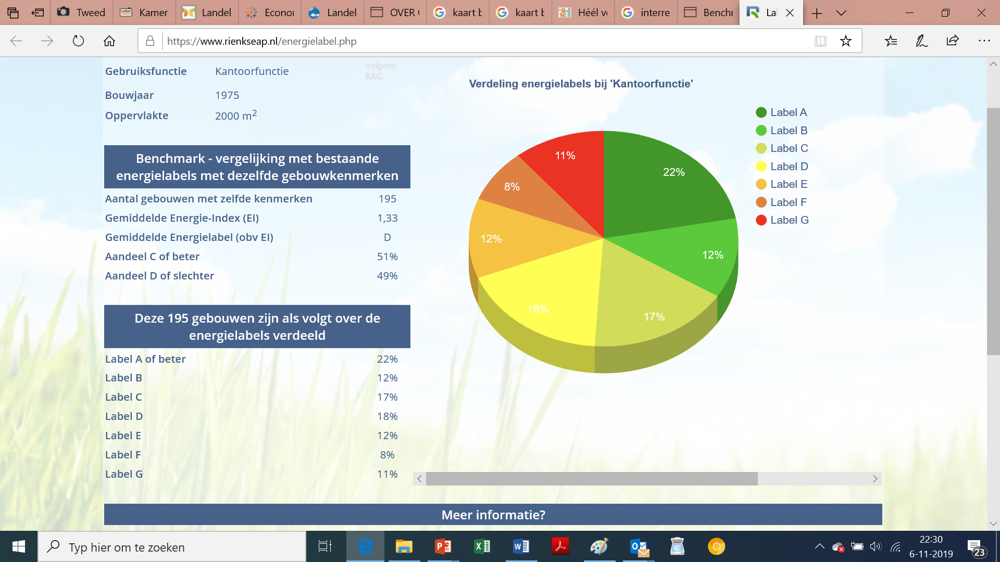 Tweed
Kamer
Landel
Econor
Landel
OVER
kaart b
kaart b
Héél v
interre
Benchr
La
https://www.rienkseap.nl/energielabel.php
Gebruiksfunctie Kantoorfunctie Volgens
BAG
Bouwjaar 1975
Oppervlakte 2000 m²
Benchmark - vergelijking met bestaande
energielabels met dezelfde gebouwkenmerken
Aantal gebouwen met zelfde kenmerken 195
Gemiddelde Energie-Index (EI) 1,33
Gemiddelde Energielabel (obv EI) D
Aandeel C of beter 51%
Aandeel D of slechter 49%
Deze 195 gebouwen zijn als volgt over de
energielabels verdeeld
Label A of beter 22%
Label B 12%
Label C 17%
Label D 18%
Label E 12%
Label F 8%
Label G 11%
Verdeling energielabels bij 'Kantoorfunctie'
11%
22%
8%
12%
12%
18%
17%
Label A
Label B
Label C
Label D
Label E
Label F
Label G
Meer informatie?
Typ hier om te zoeken
22:30
6-11-2019
23